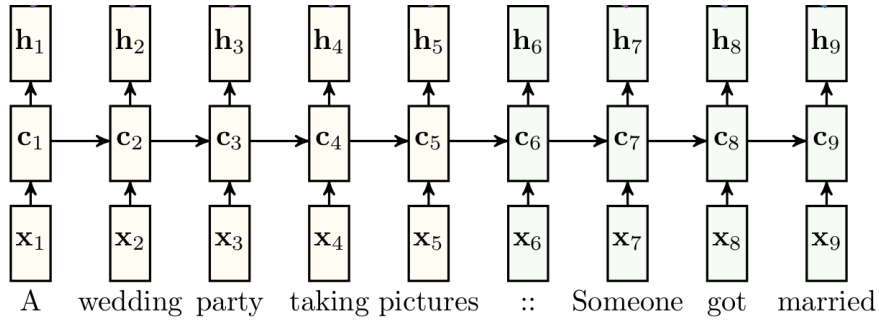 h₁ h₂ h₃ h₄ h₅ h₆ h₇ h₈ h₉
c₁ c₂ c₃ c₄ c₅ c₆ c₇ c₈ c₉
x₁ x₂ x₃ x₄ x₅ x₆ x₇ x₈ x₉
A wedding party taking pictures :: Someone got married